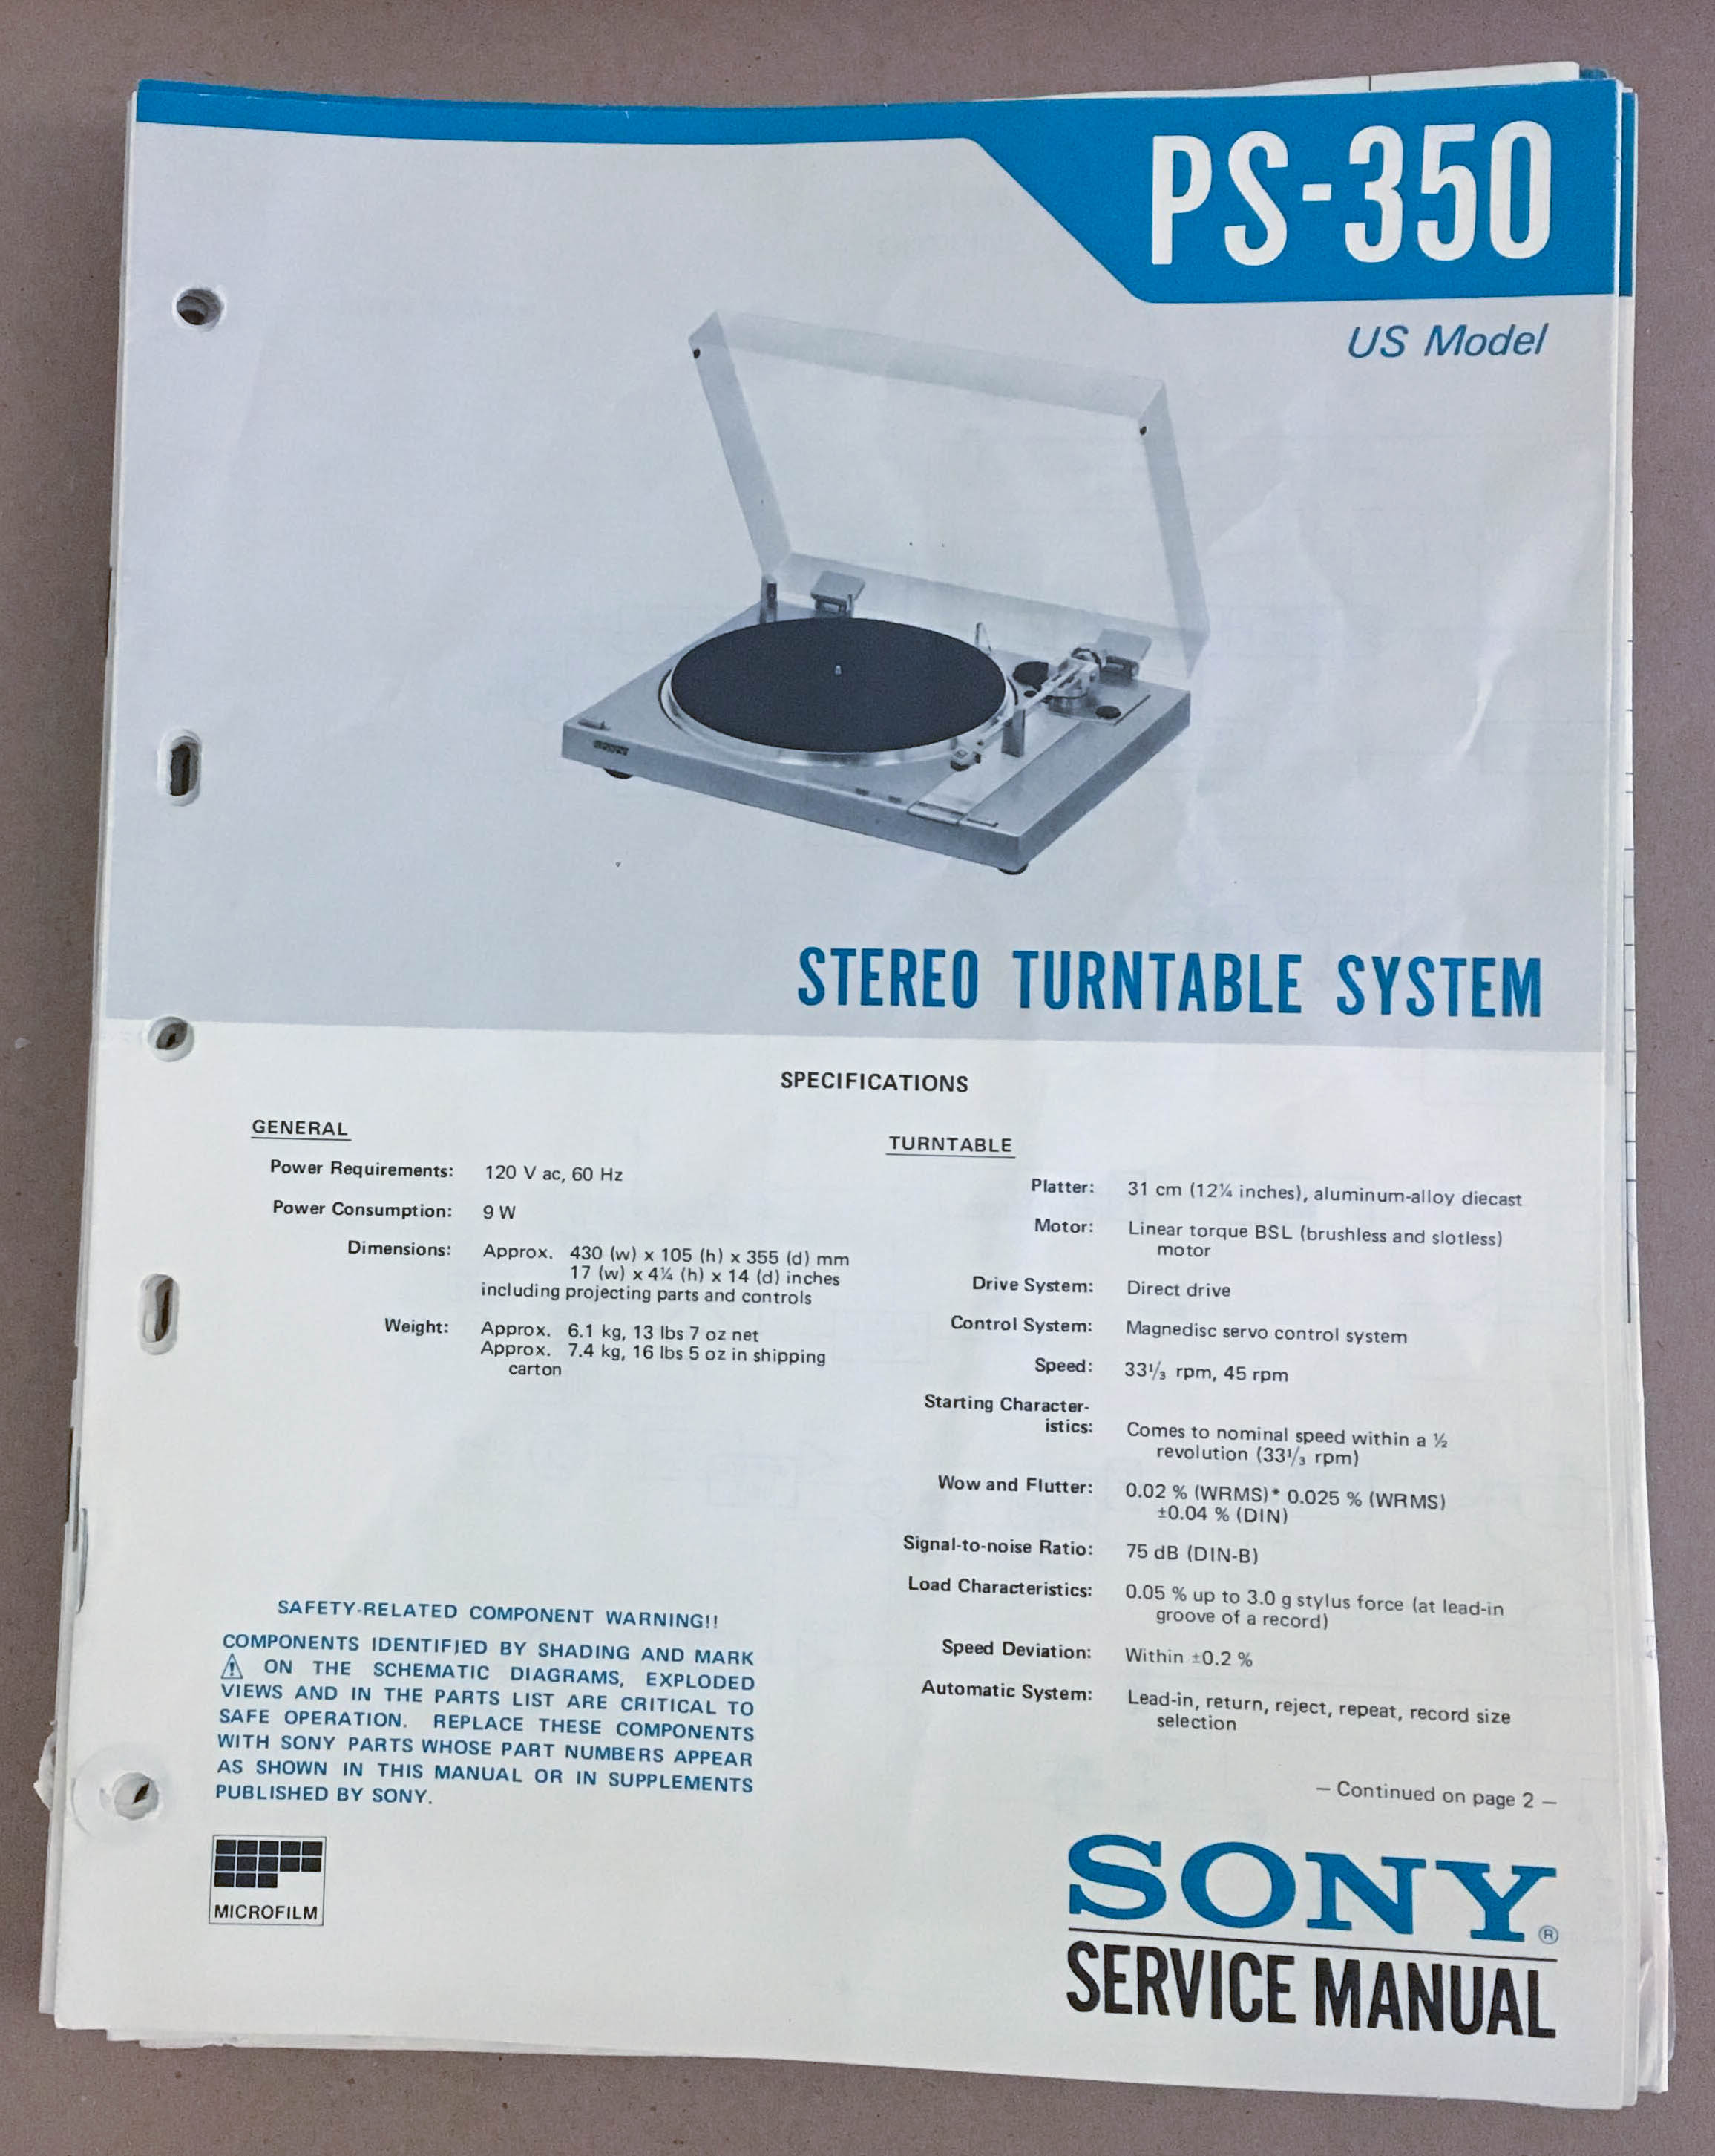 PS-350
US Model
STEREO TURNTABLE SYSTEM
SPECIFICATIONS
GENERAL
Power Requirements: 120 V ac, 60 Hz
Power Consumption: 9 W
Dimensions: Approx. 430 (w) x 105 (h) x 355 (d) mm
17 (w) x 4¼ (h) x 14 (d) inches
including projecting parts and controls
Weight: Approx. 6.1 kg, 13 lbs 7 oz net
Approx. 7.4 kg, 16 lbs 5 oz in shipping
carton
SAFETY-RELATED COMPONENT WARNING!!
COMPONENTS IDENTIFIED BY SHADING AND MARK
⚠ ON THE SCHEMATIC DIAGRAMS, EXPLODED
VIEWS AND IN THE PARTS LIST ARE CRITICAL TO
SAFE OPERATION. REPLACE THESE COMPONENTS
WITH SONY PARTS WHOSE PART NUMBERS APPEAR
AS SHOWN IN THIS MANUAL OR IN SUPPLEMENTS
PUBLISHED BY SONY.
MICROFILM
TURNTABLE
Platter: 31 cm (12¼ inches), aluminum-alloy diecast
Motor: Linear torque BSL (brushless and slotless)
motor
Drive System: Direct drive
Control System: Magnedisc servo control system
Speed: 33⅓ rpm, 45 rpm
Starting Character-
istics: Comes to nominal speed within a ½
revolution (33⅓ rpm)
Wow and Flutter: 0.02 % (WRMS)* 0.025 % (WRMS)
±0.04 % (DIN)
Signal-to-noise Ratio: 75 dB (DIN-B)
Load Characteristics: 0.05 % up to 3.0 g stylus force (at lead-in
groove of a record)
Speed Deviation: Within ±0.2 %
Automatic System: Lead-in, return, reject, repeat, record size
selection
— Continued on page 2 —
SONY®
SERVICE MANUAL